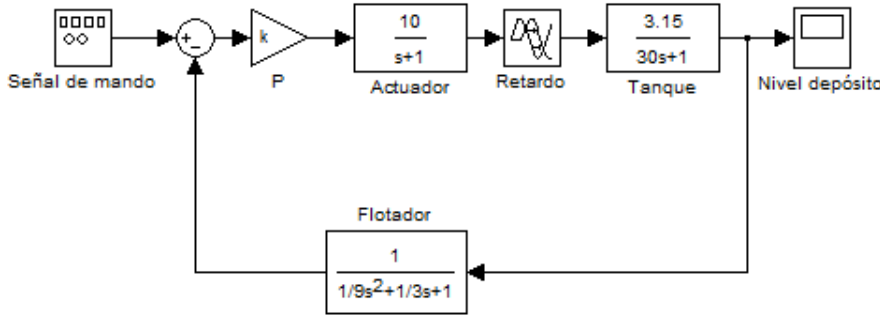 Señal de mando
k
P
10
s+1
Actuador
Retardo
3.15
30s+1
Tanque
Nivel depósito
Flotador
1
1/9s²+1/3s+1